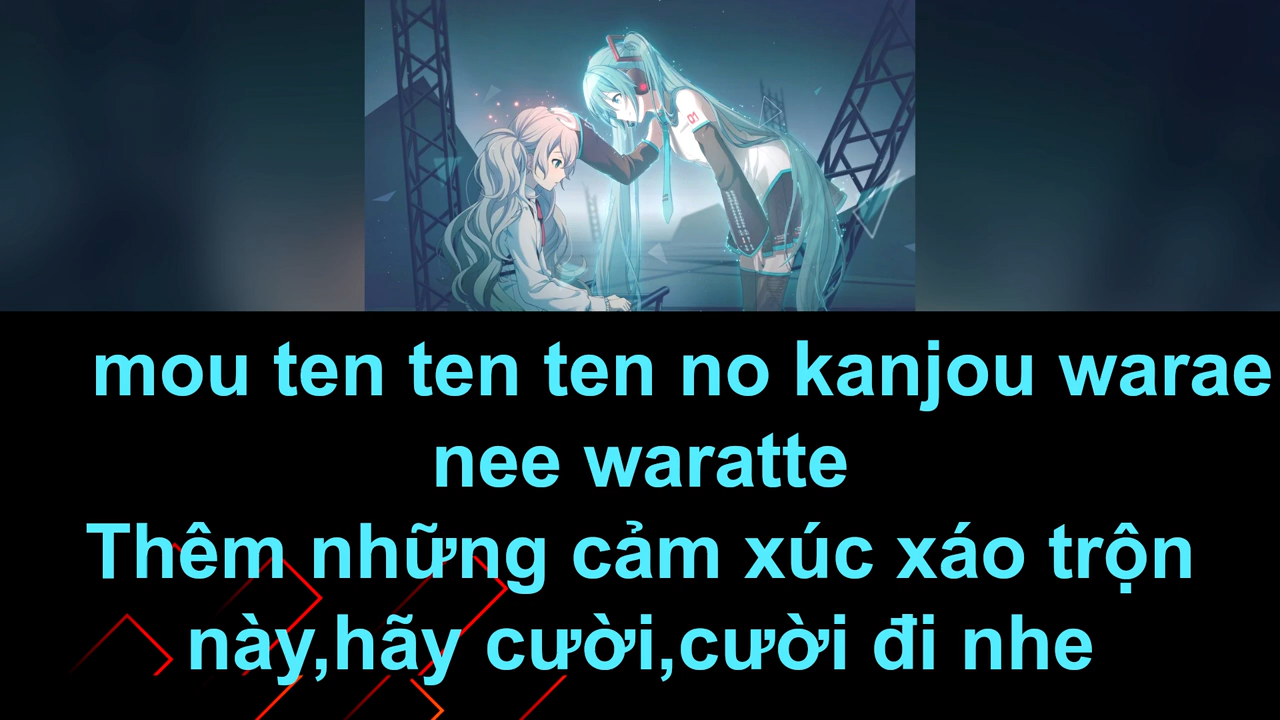 mou ten ten ten no kanjou warae
nee waratte
Thêm những cảm xúc xáo trộn
này,hãy cười,cười đi nhe
01